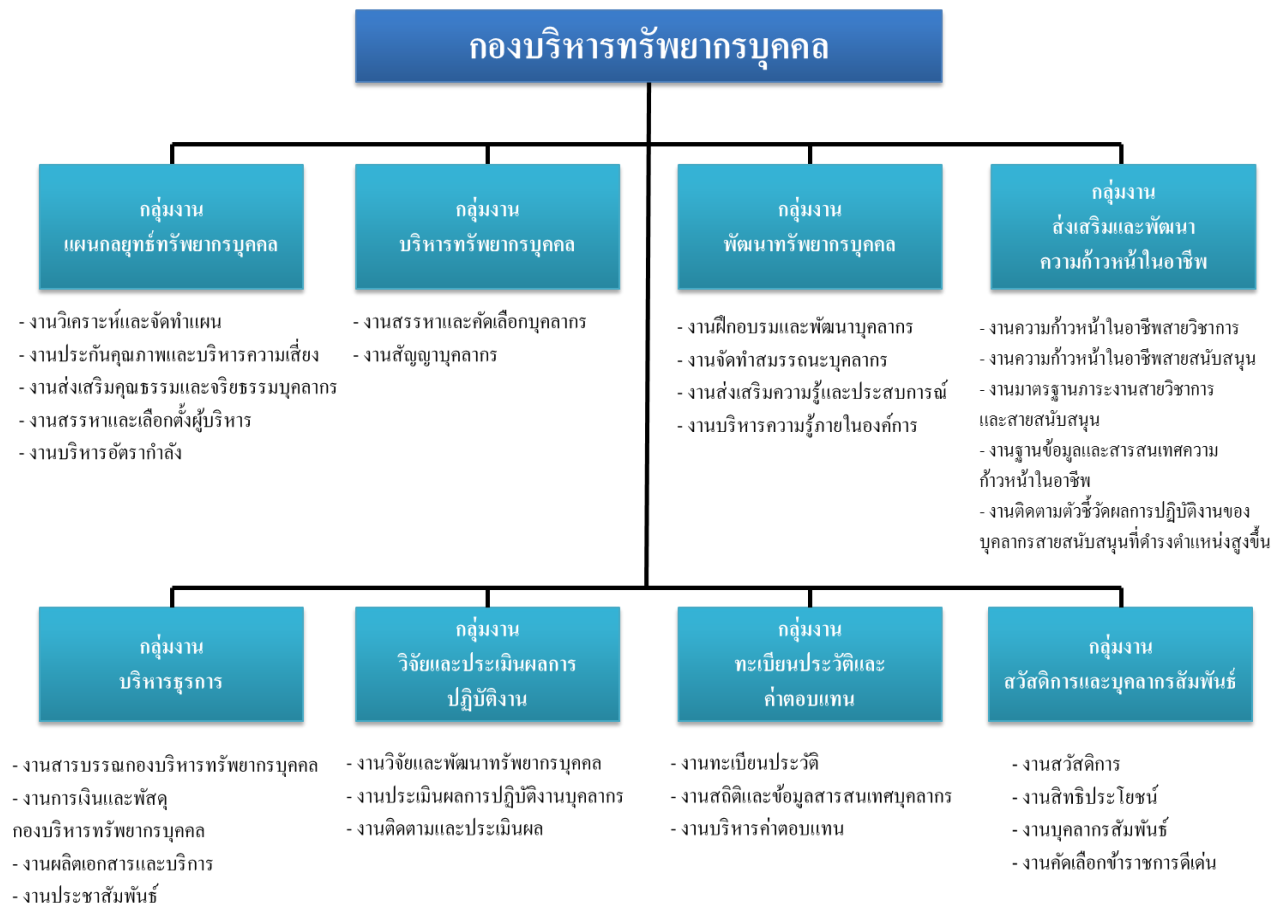 กองบริหารทรัพยากรบุคคล
กลุ่มงาน
แผนกลยุทธ์ทรัพยากรบุคคล
- งานวิเคราะห์และจัดทำแผน
- งานประกันคุณภาพและบริหารความเสี่ยง
- งานส่งเสริมคุณธรรมและจริยธรรมบุคลากร
- งานสรรหาและเลือกตั้งผู้บริหาร
- งานบริหารอัตรากำลัง
กลุ่มงาน
บริหารทรัพยากรบุคคล
- งานสรรหาและคัดเลือกบุคลากร
- งานสัญญาบุคลากร
กลุ่มงาน
พัฒนาทรัพยากรบุคคล
- งานฝึกอบรมและพัฒนาบุคลากร
- งานจัดทำสมรรถนะบุคลากร
- งานส่งเสริมความรู้และประสบการณ์
- งานบริหารความรู้ภายในองค์การ
กลุ่มงาน
ส่งเสริมและพัฒนา
ความก้าวหน้าในอาชีพ
- งานความก้าวหน้าในอาชีพสายวิชาการ
- งานความก้าวหน้าในอาชีพสายสนับสนุน
- งานมาตรฐานภาระงานสายวิชาการ
และสายสนับสนุน
- งานฐานข้อมูลและสารสนเทศความ
ก้าวหน้าในอาชีพ
- งานติดตามตัวชี้วัดผลการปฏิบัติงานของ
บุคลากรสายสนับสนุนที่ดำรงตำแหน่งสูงขึ้น
กลุ่มงาน
บริหารธุรการ
- งานสารบรรณกองบริหารทรัพยากรบุคคล
- งานการเงินและพัสดุ
กองบริหารทรัพยากรบุคคล
- งานผลิตเอกสารและบริการ
- งานประชาสัมพันธ์
กลุ่มงาน
วิจัยและประเมินผลการ
ปฏิบัติงาน
- งานวิจัยและพัฒนาทรัพยากรบุคคล
- งานประเมินผลการปฏิบัติงานบุคลากร
- งานติดตามและประเมินผล
กลุ่มงาน
ทะเบียนประวัติและ
ค่าตอบแทน
- งานทะเบียนประวัติ
- งานสถิติและข้อมูลสารสนเทศบุคลากร
- งานบริหารค่าตอบแทน
กลุ่มงาน
สวัสดิการและบุคลากรสัมพันธ์
- งานสวัสดิการ
- งานสิทธิประโยชน์
- งานบุคลากรสัมพันธ์
- งานคัดเลือกข้าราชการดีเด่น